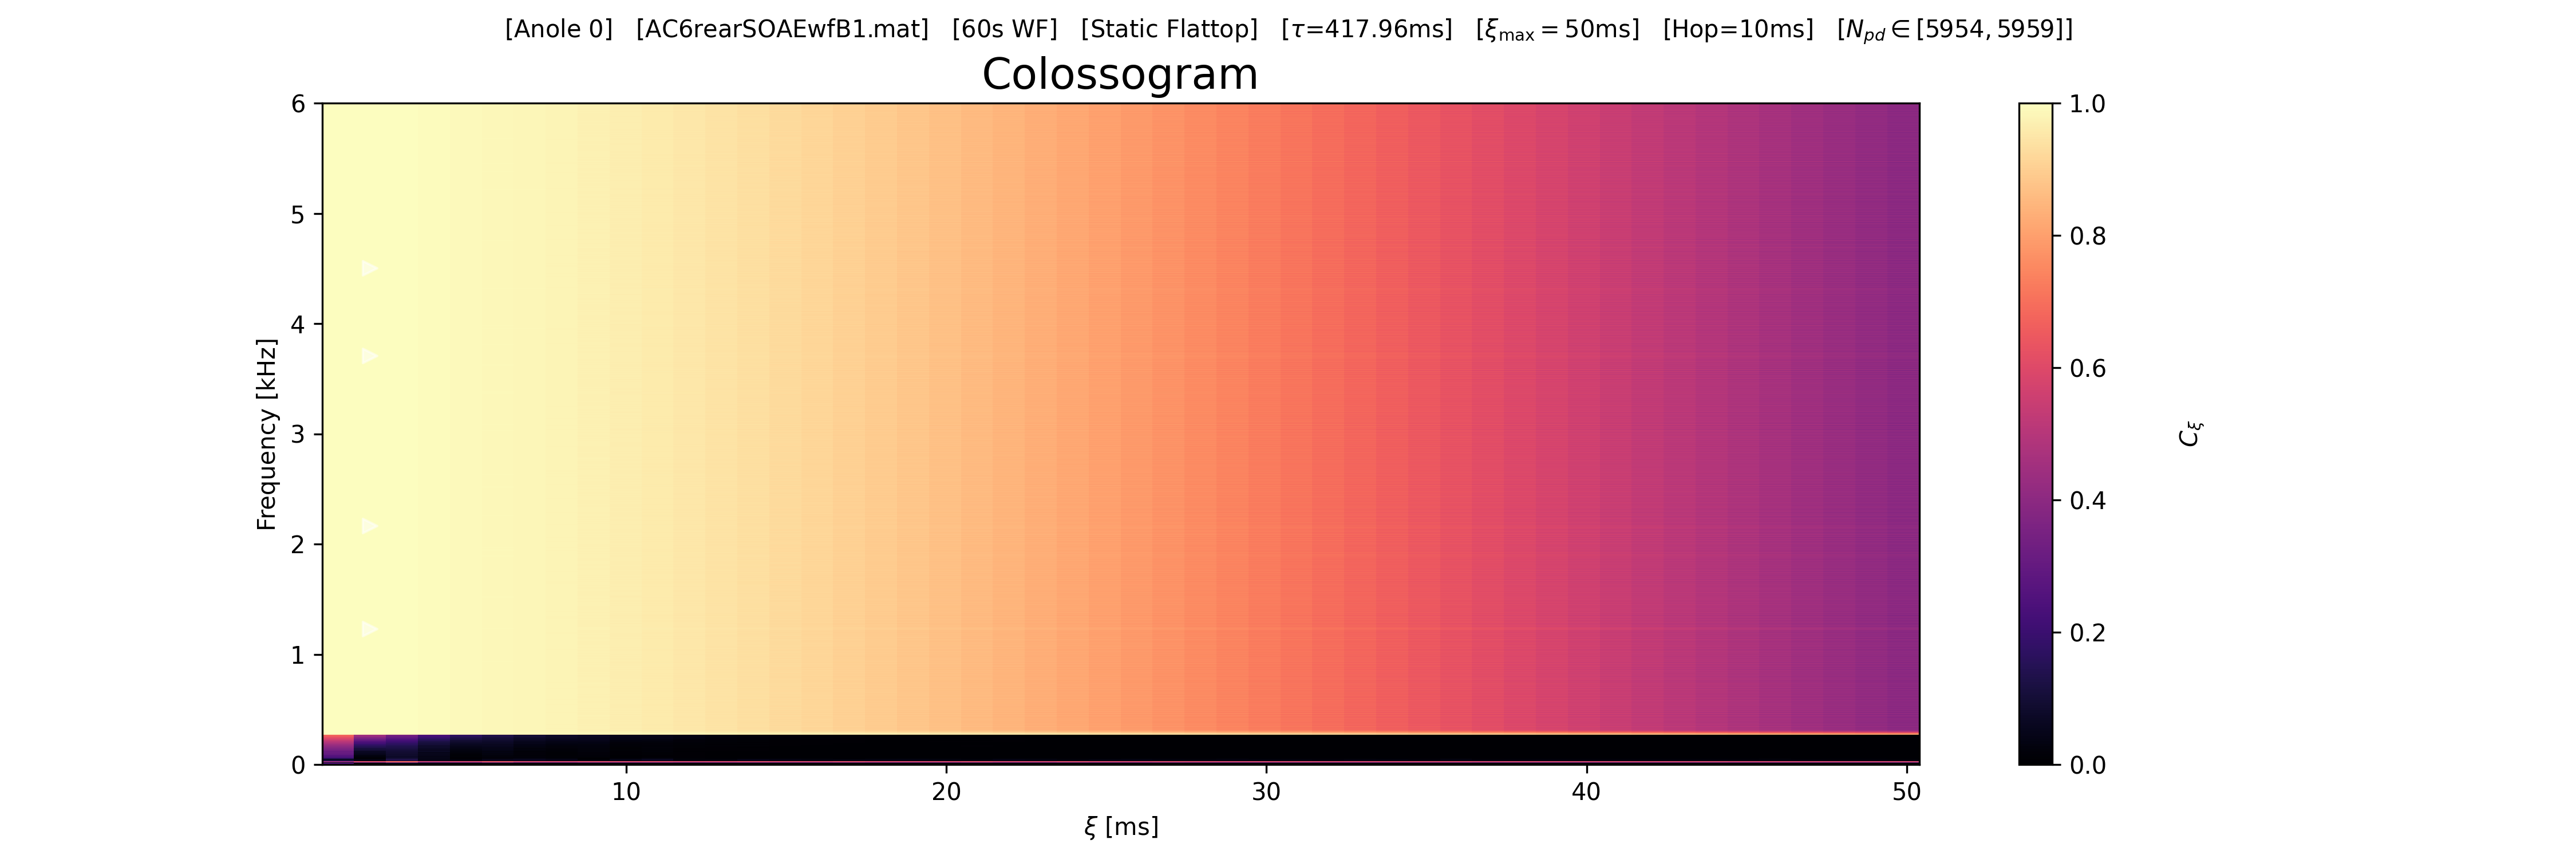 [Anole 0] [AC6rearSOAEwfB1.mat] [60s WF] [Static Flattop] [τ=417.96ms] [ξmax = 50ms] [Hop=10ms] [Npd ∈ [5954, 5959]]
Colossogram
6
5
4
3
2
1
0
Frequency [kHz]
10 20 30 40 50
ξ [ms]
1.0
0.8
0.6
0.4
0.2
0.0
Cξ